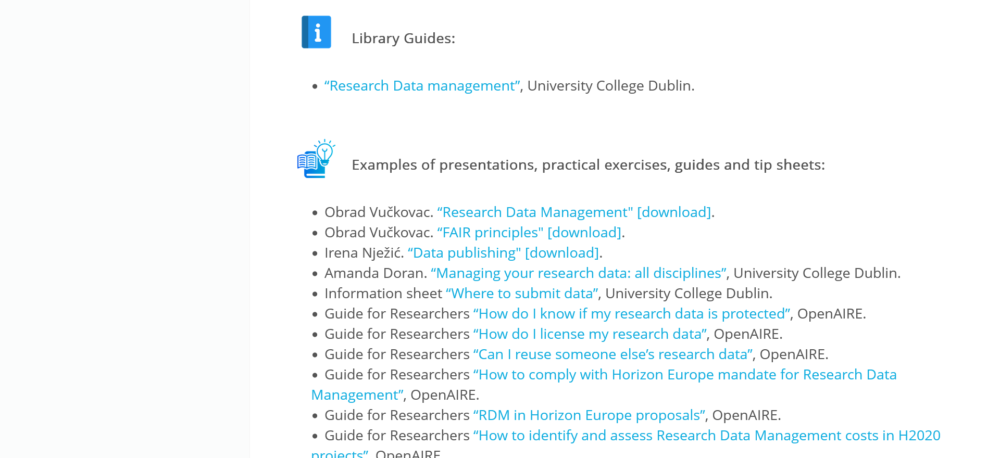 Library Guides:
• “Research Data management”, University College Dublin.
Examples of presentations, practical exercises, guides and tip sheets:
• Obrad Vučkovac. “Research Data Management" [download].
• Obrad Vučkovac. “FAIR principles" [download].
• Irena Nježić. “Data publishing" [download].
• Amanda Doran. “Managing your research data: all disciplines”, University College Dublin.
• Information sheet “Where to submit data”, University College Dublin.
• Guide for Researchers “How do I know if my research data is protected”, OpenAIRE.
• Guide for Researchers “How do I license my research data”, OpenAIRE.
• Guide for Researchers “Can I reuse someone else’s research data”, OpenAIRE.
• Guide for Researchers “How to comply with Horizon Europe mandate for Research Data
Management”, OpenAIRE.
• Guide for Researchers “RDM in Horizon Europe proposals”, OpenAIRE.
• Guide for Researchers “How to identify and assess Research Data Management costs in H2020
projects”, OpenAIRE.